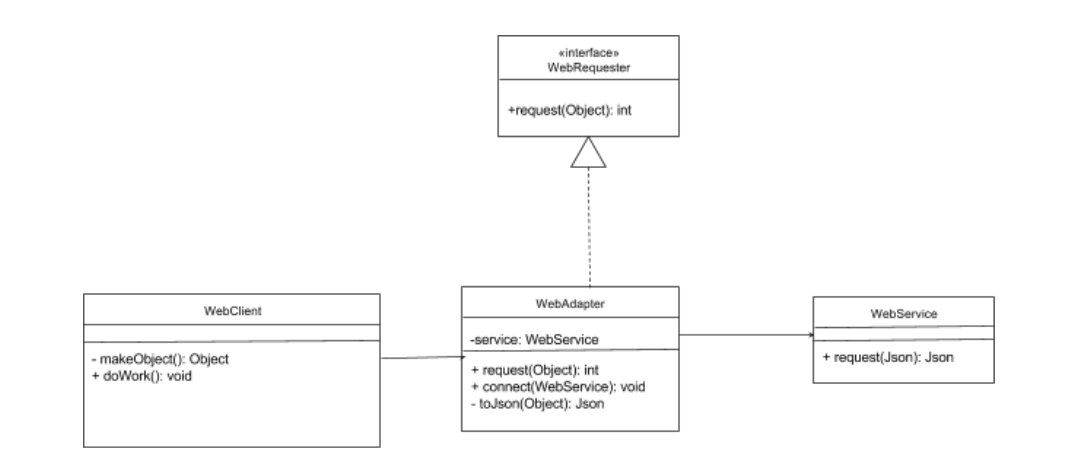 «interface»
WebRequester
+request(Object): int
WebClient
- makeObject(): Object
+ doWork(): void
WebAdapter
-service: WebService
+ request(Object): int
+ connect(WebService): void
- toJson(Object): Json
WebService
+ request(Json): Json